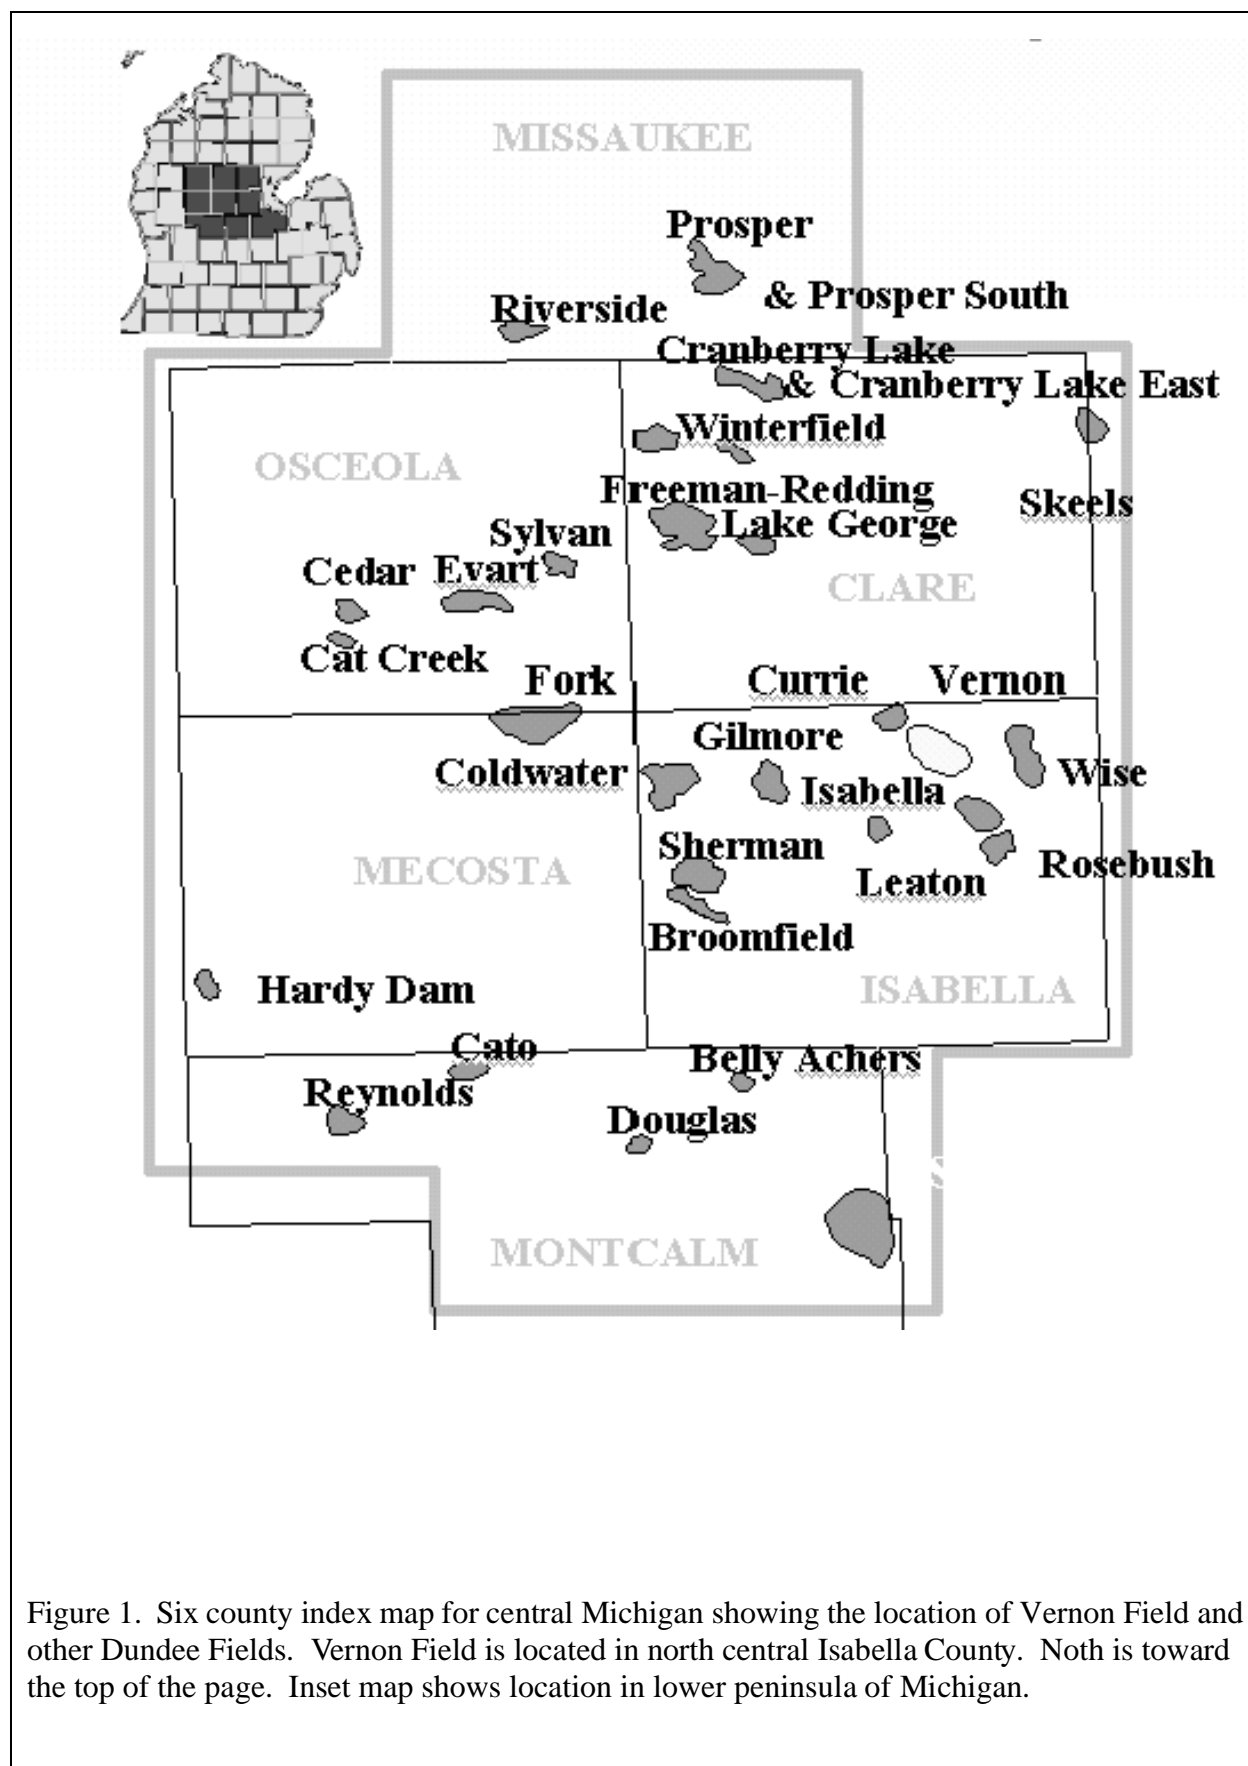 MISSAUKEE
Prosper
& Prosper South
Riverside
Cranberry Lake
& Cranberry Lake East
Winterfield
OSCEOLA
Freeman-Redding
Skeels
Lake George
Sylvan
Cedar
Evart
CLARE
Cat Creek
Fork
Currie
Vernon
Gilmore
Coldwater
Wise
Isabella
Sherman
Rosebush
MECOSTA
Leaton
Broomfield
Hardy Dam
ISABELLA
Cato
Belly Achers
Reynolds
Douglas
MONTCALM
Figure 1. Six county index map for central Michigan showing the location of Vernon Field and
other Dundee Fields. Vernon Field is located in north central Isabella County. Noth is toward
the top of the page. Inset map shows location in lower peninsula of Michigan.